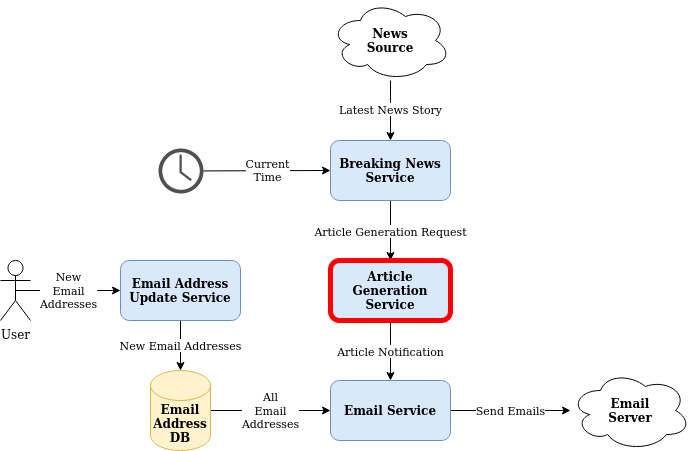 News
Source
Latest News Story
Current
Time
Breaking News
Service
Article Generation Request
New
Email
Addresses
User
Email Address
Update Service
Article
Generation
Service
New Email Addresses
Article Notification
Email
Address
DB
All
Email
Addresses
Email Service
Send Emails
Email
Server